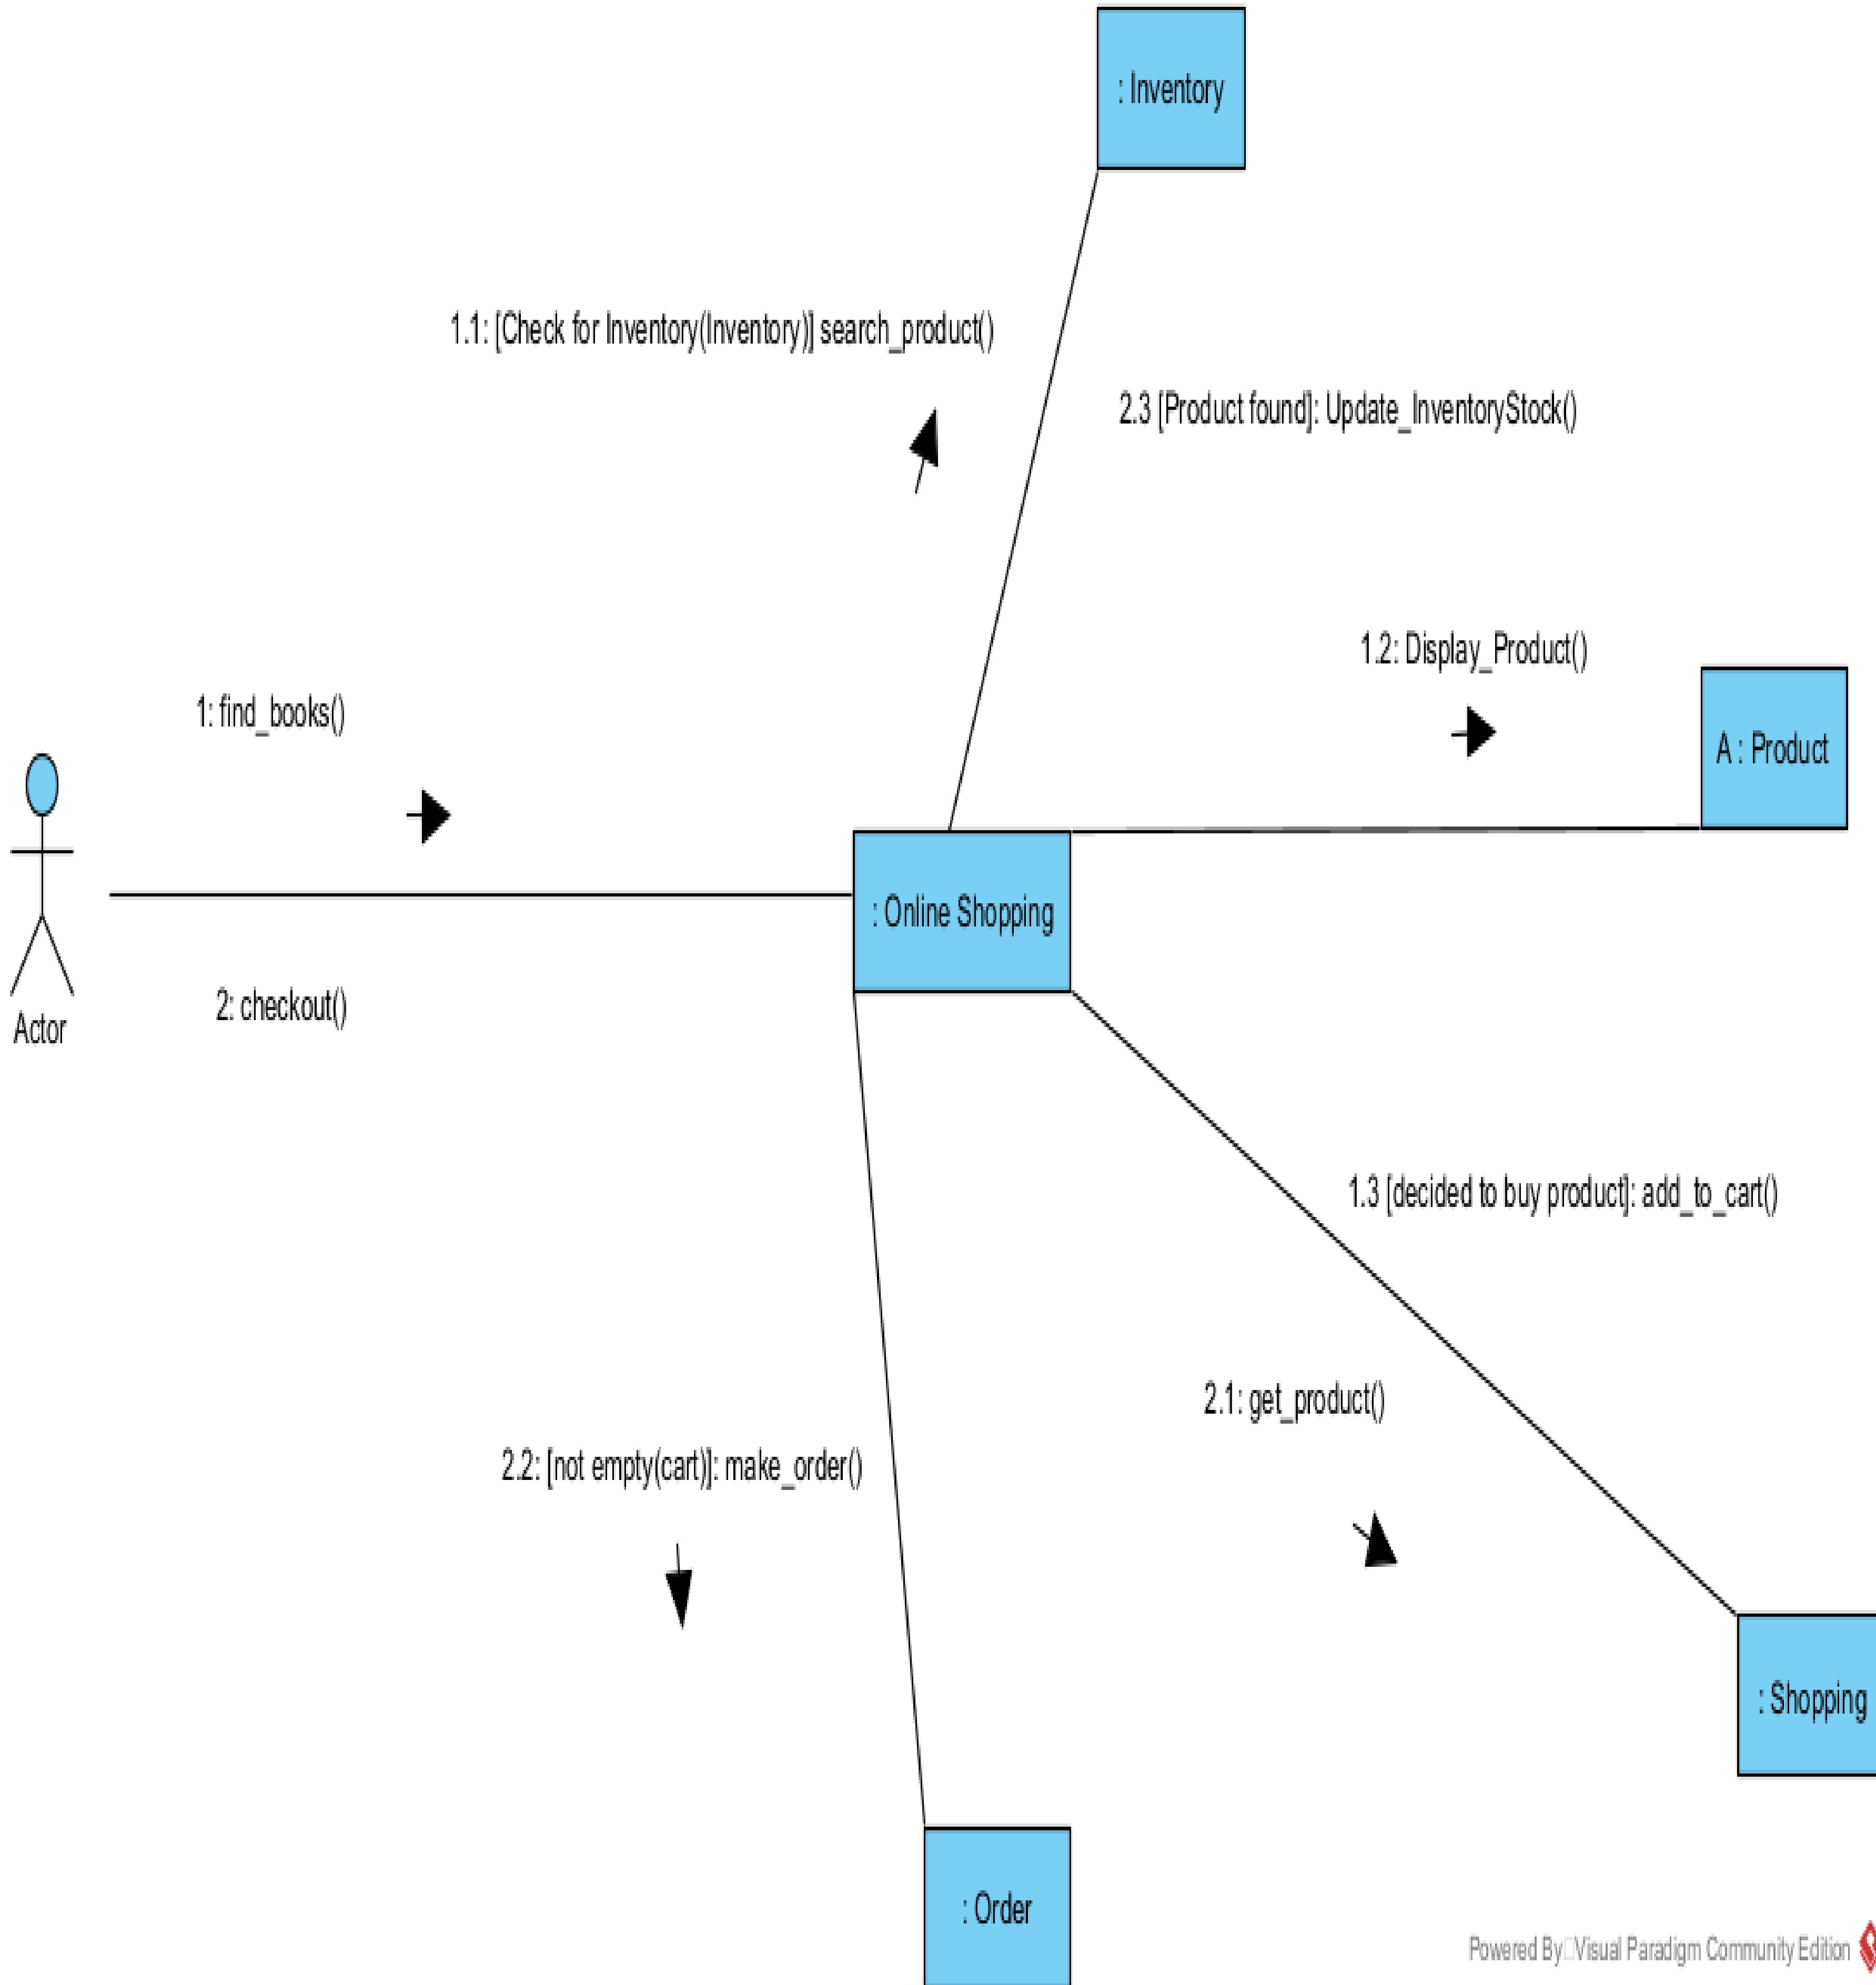 : Inventory
1.1: [Check for Inventory(Inventory)] search_product()
2.3 [Product found]: Update_InventoryStock()
1.2: Display_Product()
1: find_books()
A : Product
: Online Shopping
2: checkout()
Actor
1.3 [decided to buy product]: add_to_cart()
2.1: get_product()
2.2: [not empty(cart)]: make_order()
: Shopping
: Order
Powered By Visual Paradigm Community Edition